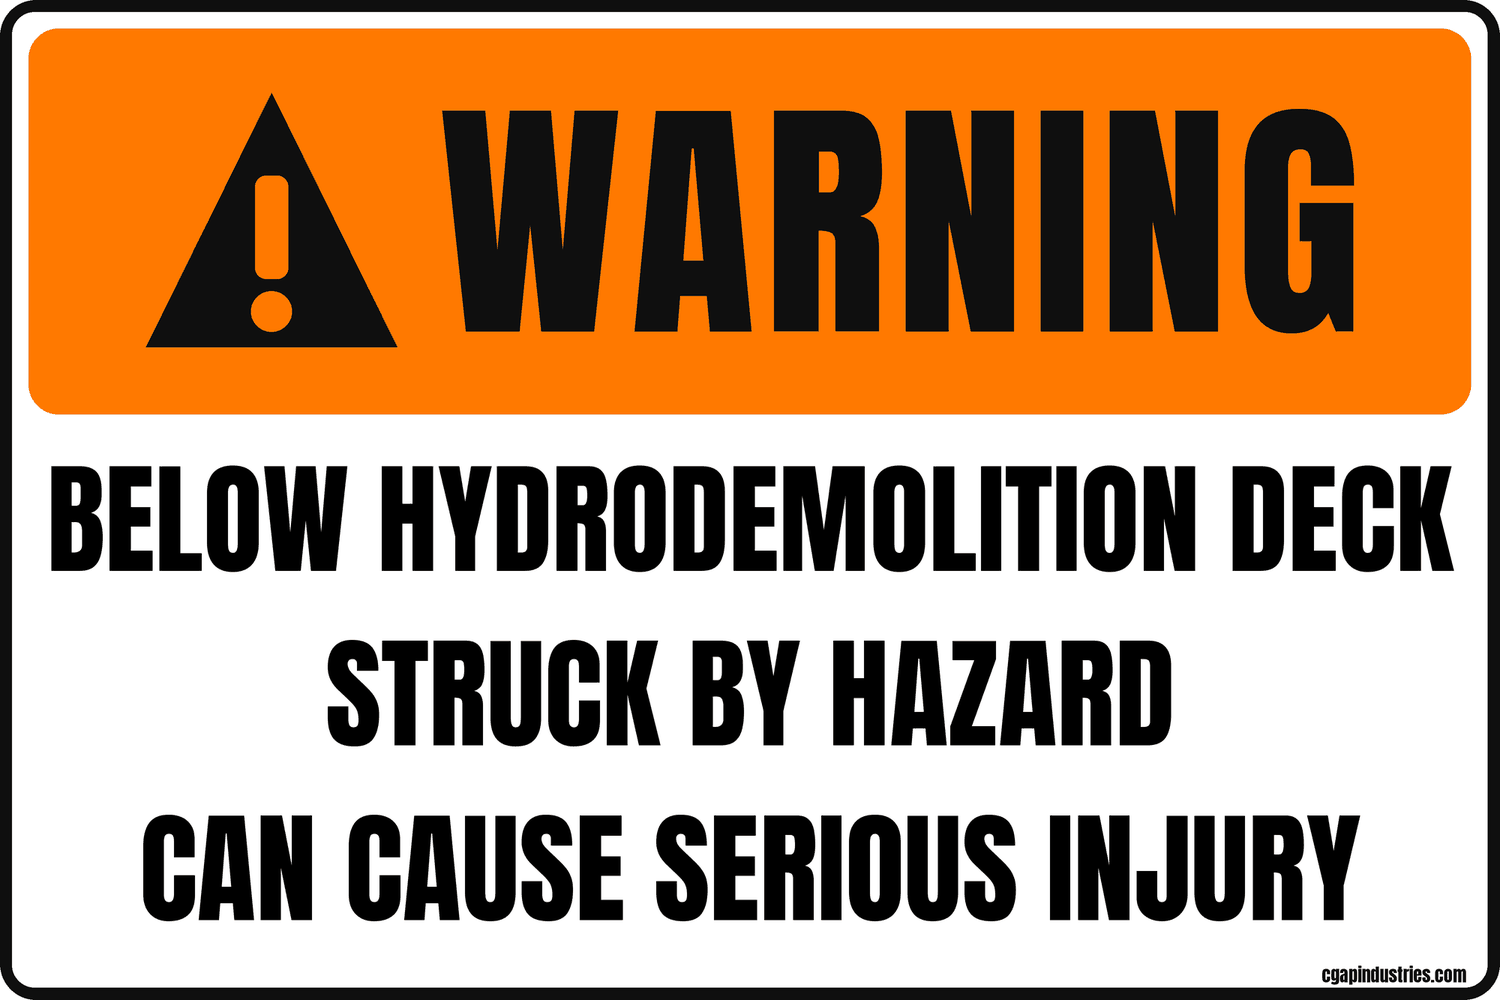 WARNING
BELOW HYDRODEMOLITION DECK
STRUCK BY HAZARD
CAN CAUSE SERIOUS INJURY
cgapindustries.com